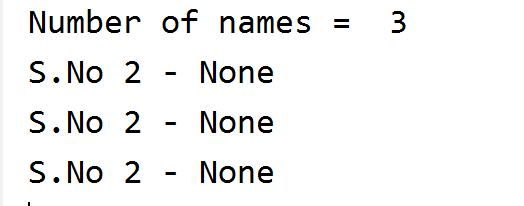 Number of names =  3
S.No 2 - None
S.No 2 - None
S.No 2 - None